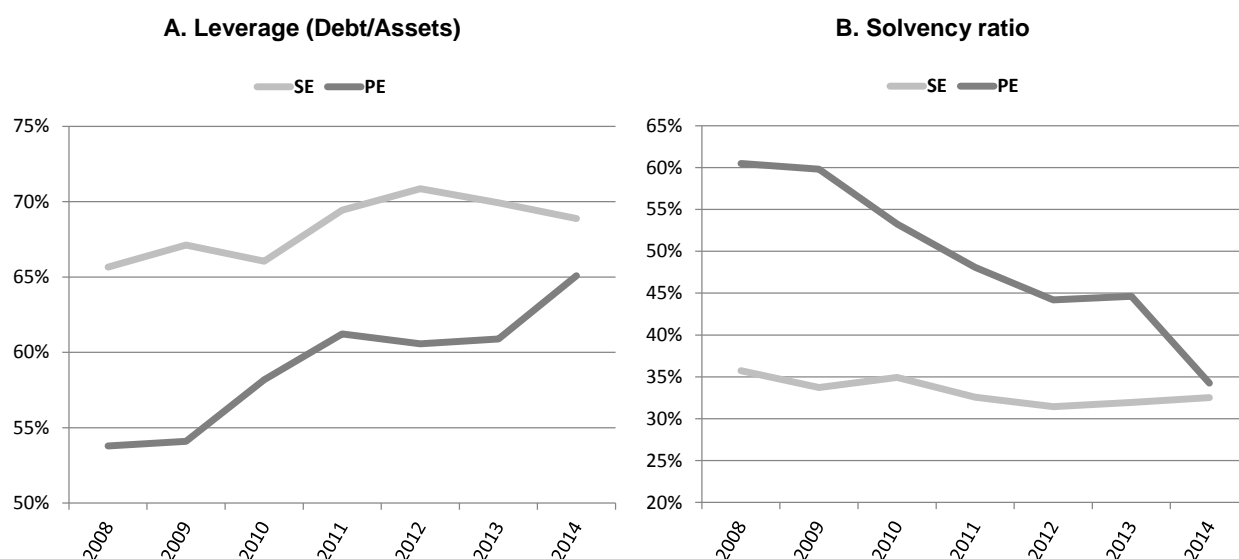 A. Leverage (Debt/Assets)
SE PE
75%
70%
65%
60%
55%
50%
2008 2009 2010 2011 2012 2013 2014
B. Solvency ratio
SE PE
65%
60%
55%
50%
45%
40%
35%
30%
25%
20%
2008 2009 2010 2011 2012 2013 2014